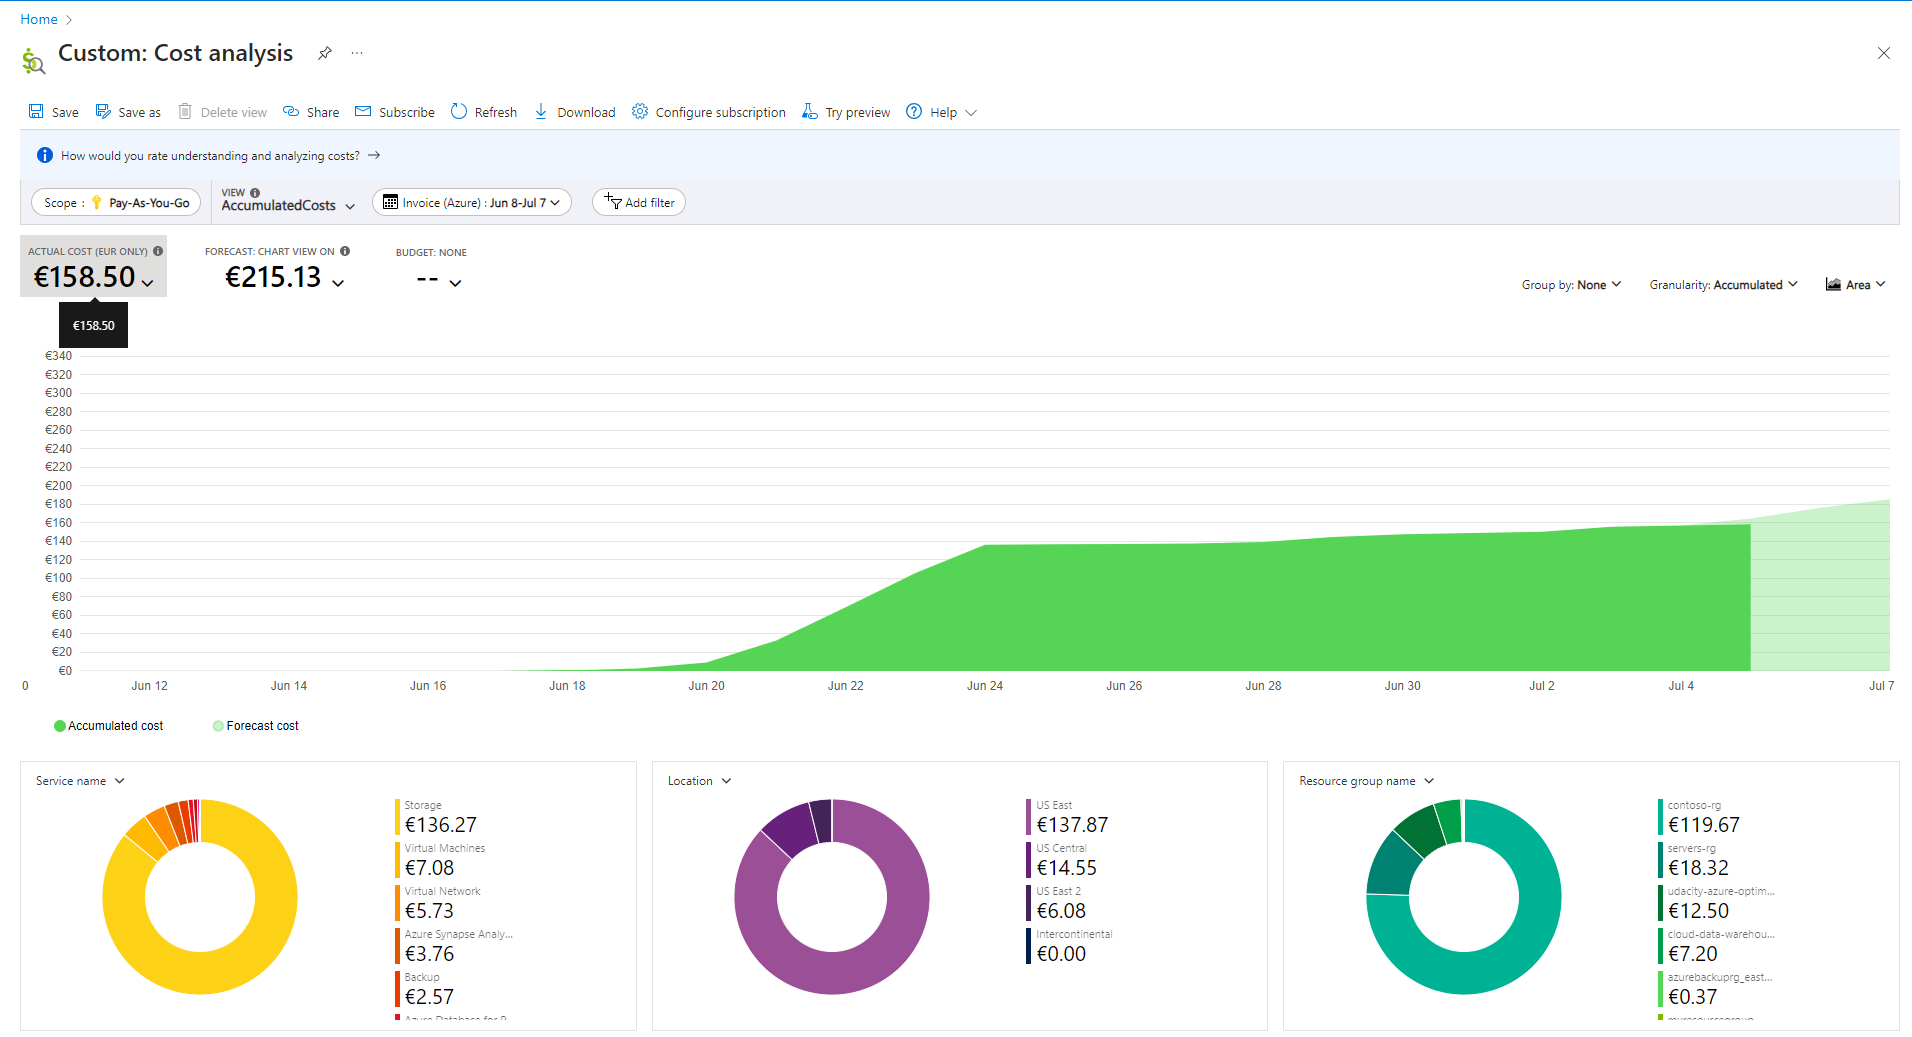 Home
Custom: Cost analysis
Save Save as Delete view Share Subscribe Refresh Download Configure subscription Try preview Help
How would you rate understanding and analyzing costs?
Scope : Pay-As-You-Go
VIEW
AccumulatedCosts
Invoice (Azure) : Jun 8-Jul 7
Add filter
ACTUAL COST (EUR ONLY)
€158.50
FORECAST: CHART VIEW ON
€215.13
BUDGET: NONE
--
Group by: None
Granularity: Accumulated
Area
€158.50
€340
€320
€300
€280
€260
€240
€220
€200
€180
€160
€140
€120
€100
€80
€60
€40
€20
€0
0 Jun 12 Jun 14 Jun 16 Jun 18 Jun 20 Jun 22 Jun 24 Jun 26 Jun 28 Jun 30 Jul 2 Jul 4 Jul 7
Accumulated cost Forecast cost
Service name
Storage
€136.27
Virtual Machines
€7.08
Virtual Network
€5.73
Azure Synapse Analy...
€3.76
Backup
€2.57
Azure Database for P
Location
US East
€137.87
US Central
€14.55
US East 2
€6.08
Intercontinental
€0.00
Resource group name
contoso-rg
€119.67
servers-rg
€18.32
udacity-azure-optim...
€12.50
cloud-data-warehou...
€7.20
azurebackuprg_east...
€0.37
myresourcegroup